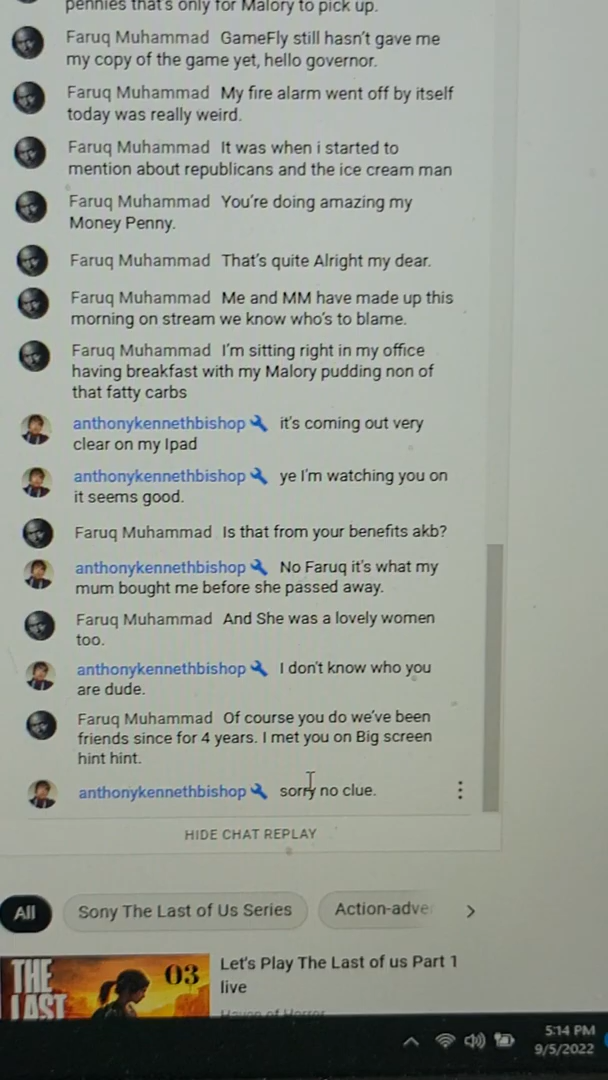 pennies that's only for Malory to pick up.
Faruq Muhammad GameFly still hasn't gave me
my copy of the game yet, hello governor.
Faruq Muhammad My fire alarm went off by itself
today was really weird.
Faruq Muhammad It was when i started to
mention about republicans and the ice cream man
Faruq Muhammad You're doing amazing my
Money Penny.
Faruq Muhammad That's quite Alright my dear.
Faruq Muhammad Me and MM have made up this
morning on stream we know who's to blame.
Faruq Muhammad I'm sitting right in my office
having breakfast with my Malory pudding non of
that fatty carbs
anthonykennethbishop it's coming out very
clear on my Ipad
anthonykennethbishop ye I'm watching you on
it seems good.
Faruq Muhammad Is that from your benefits akb?
anthonykennethbishop No Faruq it's what my
mum bought me before she passed away.
Faruq Muhammad And She was a lovely women
too.
anthonykennethbishop I don't know who you
are dude.
Faruq Muhammad Of course you do we've been
friends since for 4 years. I met you on Big screen
hint hint.
anthonykennethbishop sorry no clue.
HIDE CHAT REPLAY
All Sony The Last of Us Series Action-adve
THE
LAST
03
Let's Play The Last of us Part 1
live
5:14 PM
9/5/2022